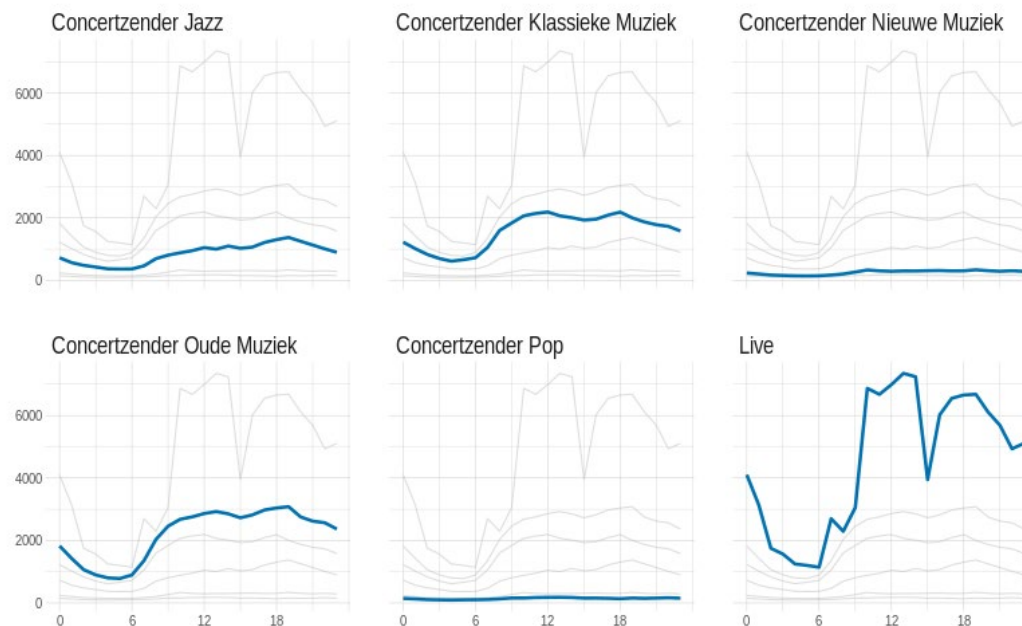 Concertzender Jazz
Concertzender Klassieke Muziek
Concertzender Nieuwe Muziek
6000
4000
2000
0
Concertzender Oude Muziek
Concertzender Pop
Live
6000
4000
2000
0
0 6 12 18
0 6 12 18
0 6 12 18